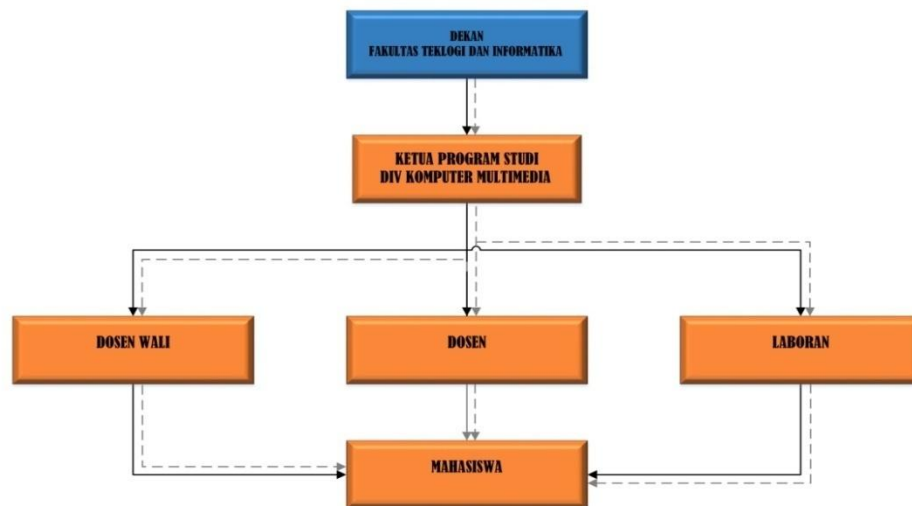 DEKAN
FAKULTAS TEKLOGI DAN INFORMATIKA
KETUA PROGRAM STUDI
DIV KOMPUTER MULTIMEDIA
DOSEN WALI
DOSEN
LABORAN
MAHASISWA